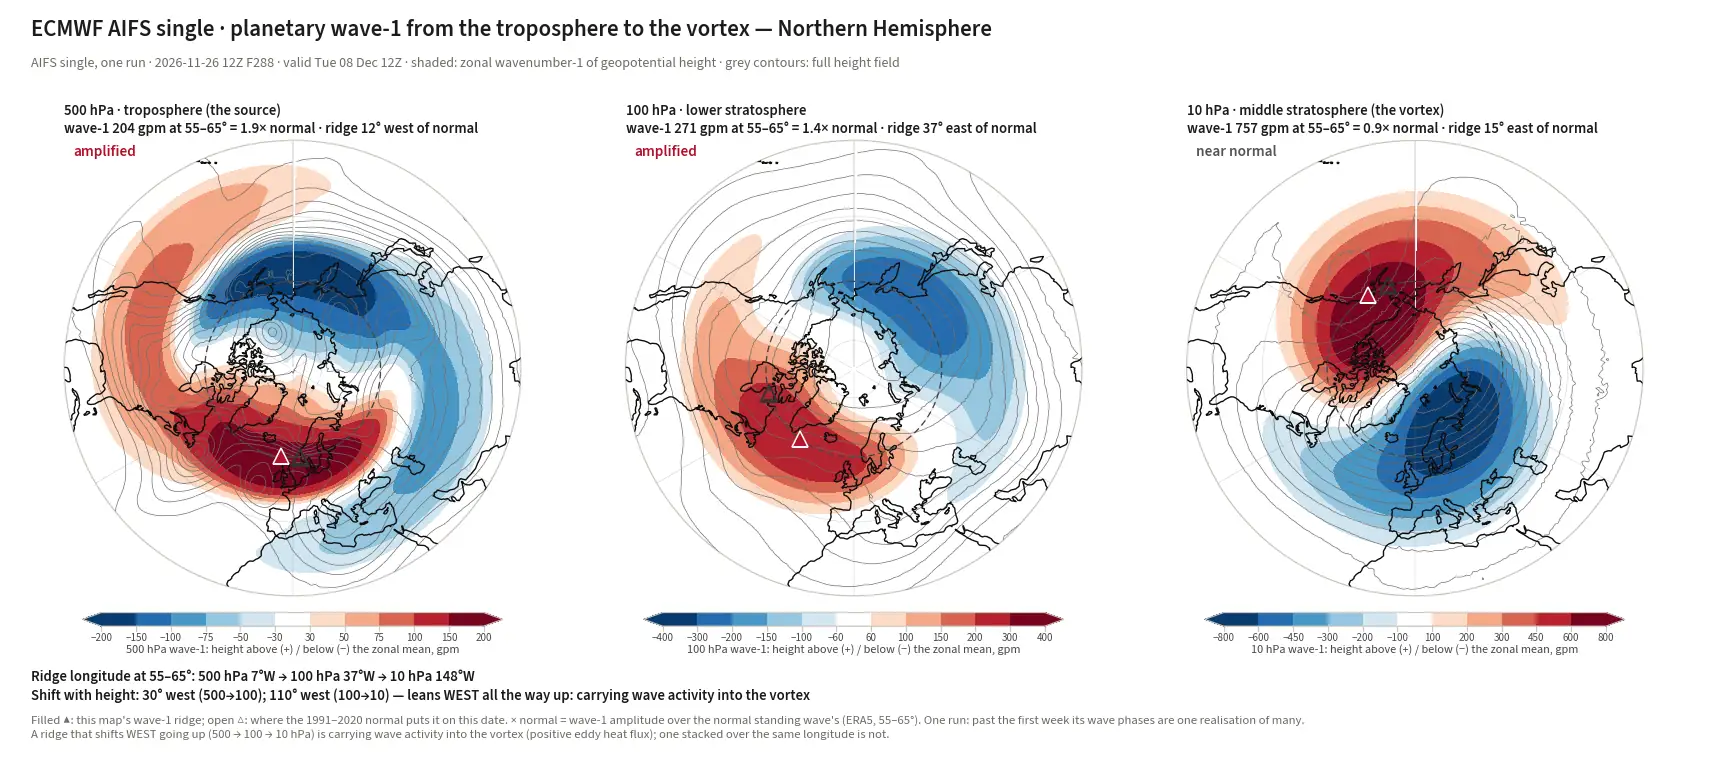 ECMWF AIFS single · planetary wave-1 from the troposphere to the vortex — Northern Hemisphere
AIFS single, one run · 2026-11-26 12Z F288 · valid Tue 08 Dec 12Z · shaded: zonal wavenumber-1 of geopotential height · grey contours: full height field
500 hPa · troposphere (the source)
wave-1 204 gpm at 55–65° = 1.9× normal · ridge 12° west of normal
amplified
100 hPa · lower stratosphere
wave-1 271 gpm at 55–65° = 1.4× normal · ridge 37° east of normal
amplified
10 hPa · middle stratosphere (the vortex)
wave-1 757 gpm at 55–65° = 0.9× normal · ridge 15° east of normal
near normal
−200 −150 −100 −75 −50 −30 30 50 75 100 150 200
500 hPa wave-1: height above (+) / below (−) the zonal mean, gpm
−400 −300 −200 −150 −100 −60 60 100 150 200 300 400
100 hPa wave-1: height above (+) / below (−) the zonal mean, gpm
−800 −600 −450 −300 −200 −100 100 200 300 450 600 800
10 hPa wave-1: height above (+) / below (−) the zonal mean, gpm
Ridge longitude at 55–65°: 500 hPa 7°W → 100 hPa 37°W → 10 hPa 148°W
Shift with height: 30° west (500→100); 110° west (100→10) — leans WEST all the way up: carrying wave activity into the vortex
Filled ▲: this map's wave-1 ridge; open △: where the 1991–2020 normal puts it on this date. × normal = wave-1 amplitude over the normal standing wave's (ERA5, 55–65°). One run: past the first week its wave phases are one realisation of many.
A ridge that shifts WEST going up (500 → 100 → 10 hPa) is carrying wave activity into the vortex (positive eddy heat flux); one stacked over the same longitude is not.